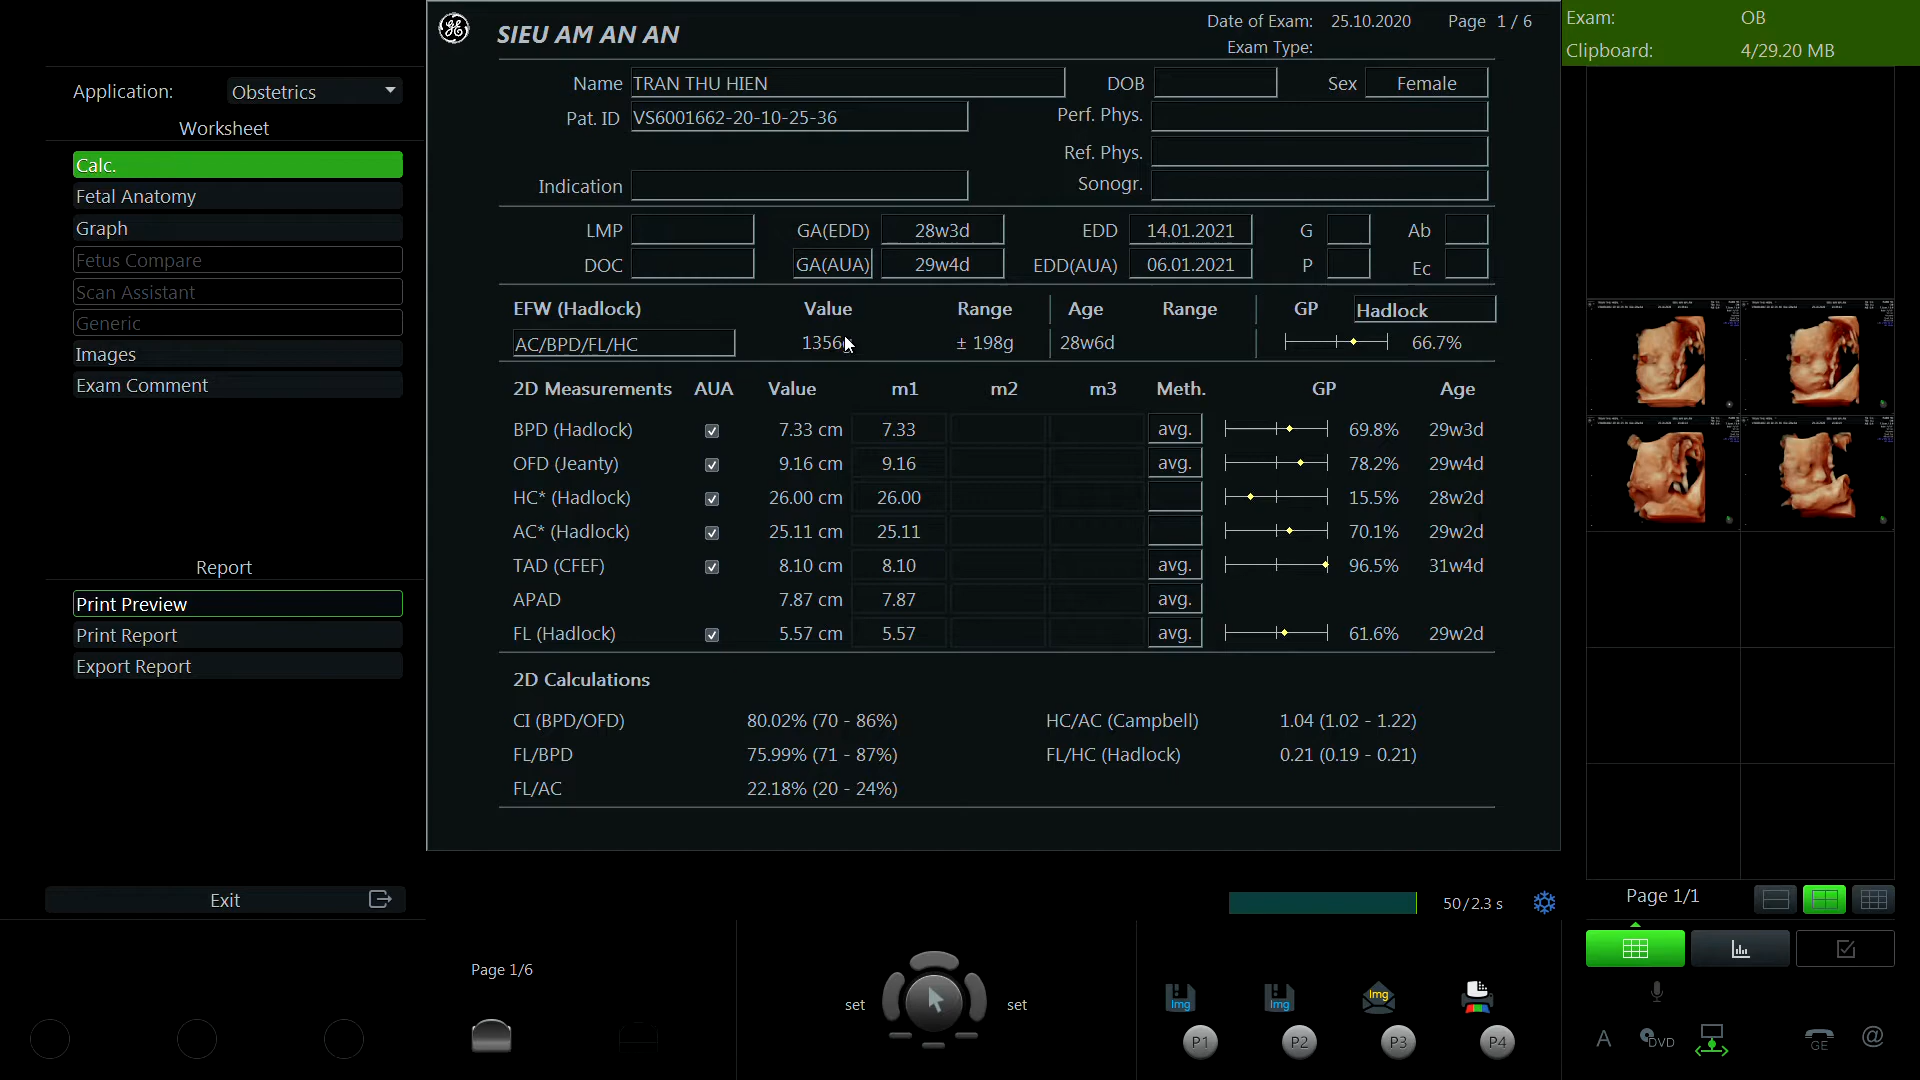 SIEU AM AN AN
Date of Exam: 25.10.2020 Page 1 / 6
Exam Type:
Exam: OB
Clipboard: 4/29.20 MB
Application: Obstetrics
Worksheet
Calc.
Fetal Anatomy
Graph
Fetus Compare
Scan Assistant
Generic
Images
Exam Comment
Report
Print Preview
Print Report
Export Report
Exit
Name TRAN THU HIEN DOB Sex Female
Pat. ID VS6001662-20-10-25-36 Perf. Phys.
Ref. Phys.
Indication Sonogr.
LMP GA(EDD) 28w3d EDD 14.01.2021 G Ab
DOC GA(AUA) 29w4d EDD(AUA) 06.01.2021 P Ec
EFW (Hadlock) Value Range Age Range GP Hadlock
AC/BPD/FL/HC 1356 ± 198g 28w6d 66.7%
2D Measurements AUA Value m1 m2 m3 Meth. GP Age
BPD (Hadlock) 7.33 cm 7.33 avg. 69.8% 29w3d
OFD (Jeanty) 9.16 cm 9.16 avg. 78.2% 29w4d
HC* (Hadlock) 26.00 cm 26.00 15.5% 28w2d
AC* (Hadlock) 25.11 cm 25.11 70.1% 29w2d
TAD (CFEF) 8.10 cm 8.10 avg. 96.5% 31w4d
APAD 7.87 cm 7.87 avg.
FL (Hadlock) 5.57 cm 5.57 avg. 61.6% 29w2d
2D Calculations
CI (BPD/OFD) 80.02% (70 - 86%) HC/AC (Campbell) 1.04 (1.02 - 1.22)
FL/BPD 75.99% (71 - 87%) FL/HC (Hadlock) 0.21 (0.19 - 0.21)
FL/AC 22.18% (20 - 24%)
50/2.3 s
Page 1/1
Page 1/6
set set
Img Img Img
P1 P2 P3 P4
A DVD GE @